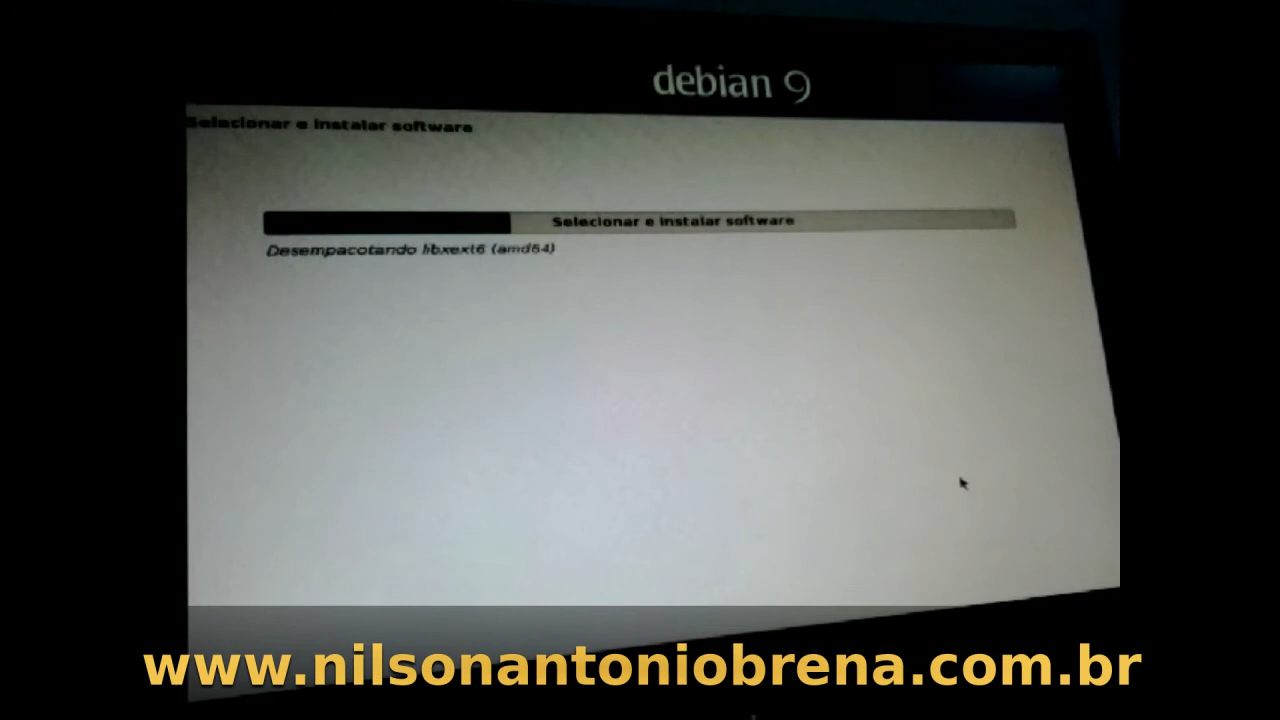 debian 9
Selecionar e instalar software
Selecionar e instalar software
Desempacotando libxext6 (amd64)
www.nilsonantoniobrena.com.br